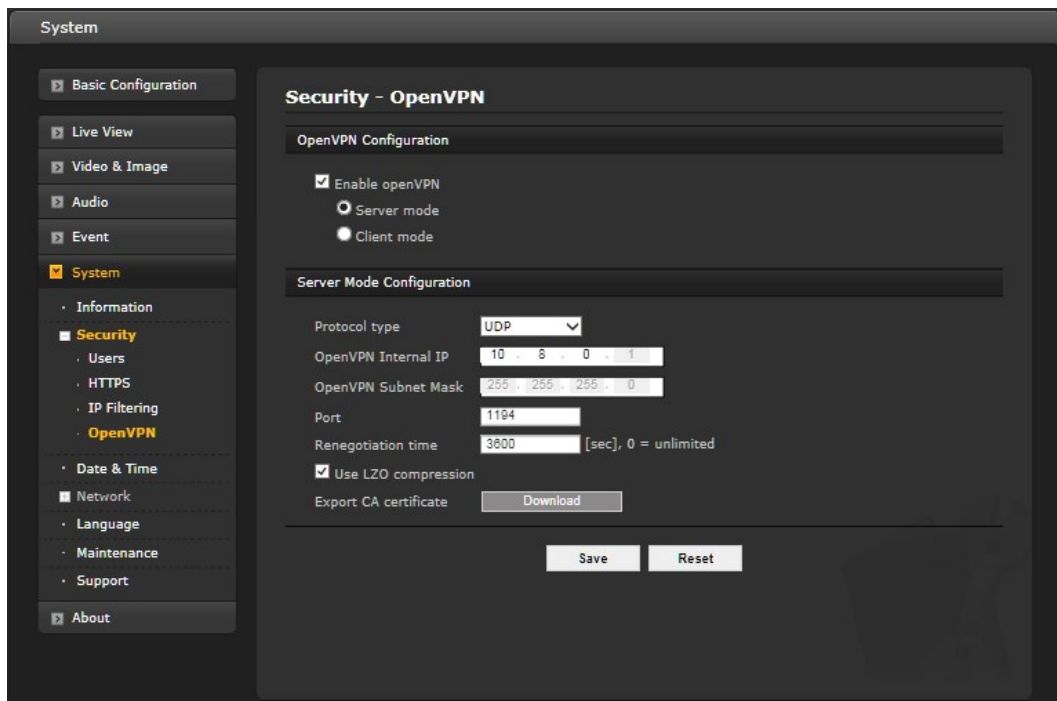 System
Basic Configuration
Live View
Video & Image
Audio
Event
System
· Information
Security
· Users
· HTTPS
· IP Filtering
· OpenVPN
· Date & Time
Network
· Language
· Maintenance
· Support
About
Security - OpenVPN
OpenVPN Configuration
Enable openVPN
Server mode
Client mode
Server Mode Configuration
Protocol type UDP
OpenVPN Internal IP 10 . 8 . 0 . 1
OpenVPN Subnet Mask 255 . 255 . 255 . 0
Port 1194
Renegotiation time 3600 [sec], 0 = unlimited
Use LZO compression
Export CA certificate Download
Save Reset